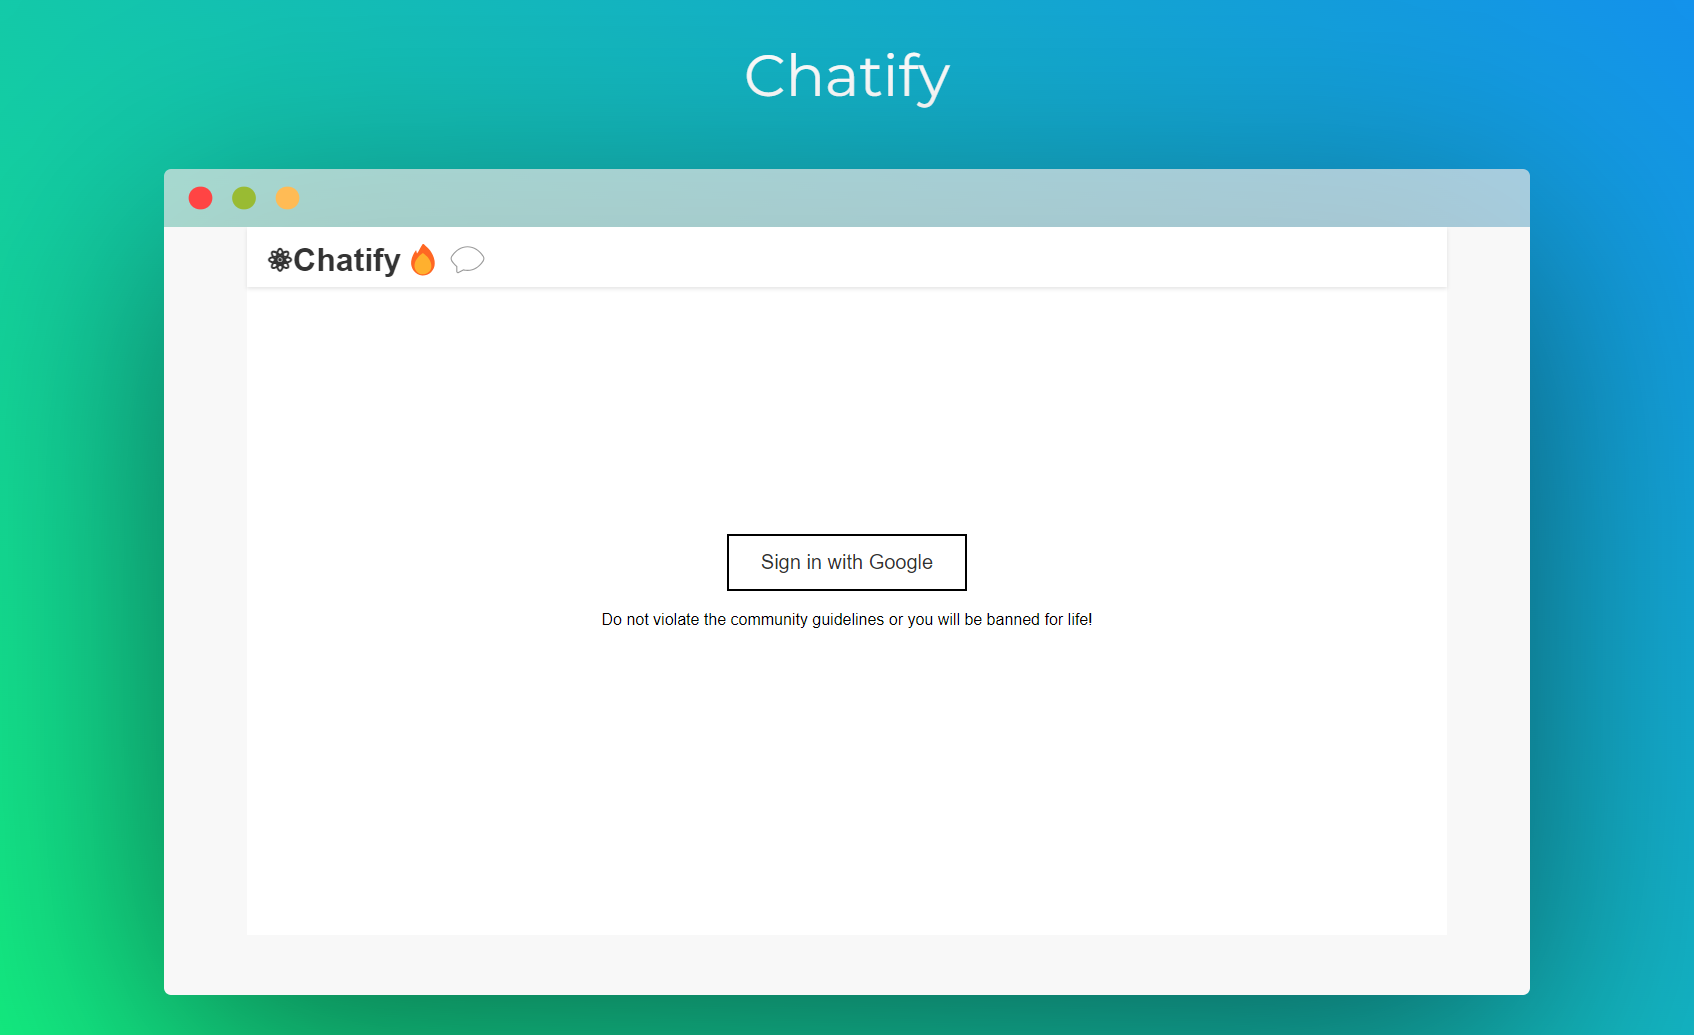 Chatify
⚛Chatify 🔥 💬
Sign in with Google
Do not violate the community guidelines or you will be banned for life!